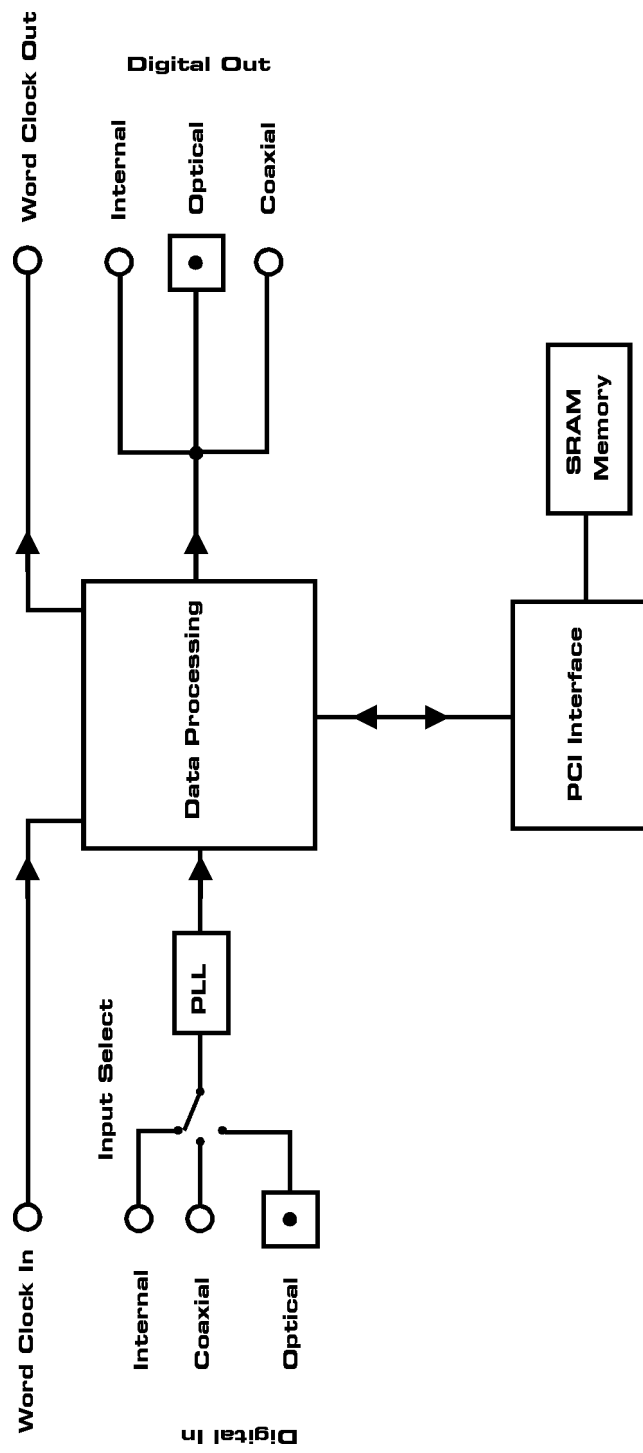 Word Clock In
Word Clock Out
Digital In
Internal
Coaxial
Optical
Input Select
PLL
Data Processing
Digital Out
Internal
Optical
Coaxial
PCI Interface
SRAM
Memory